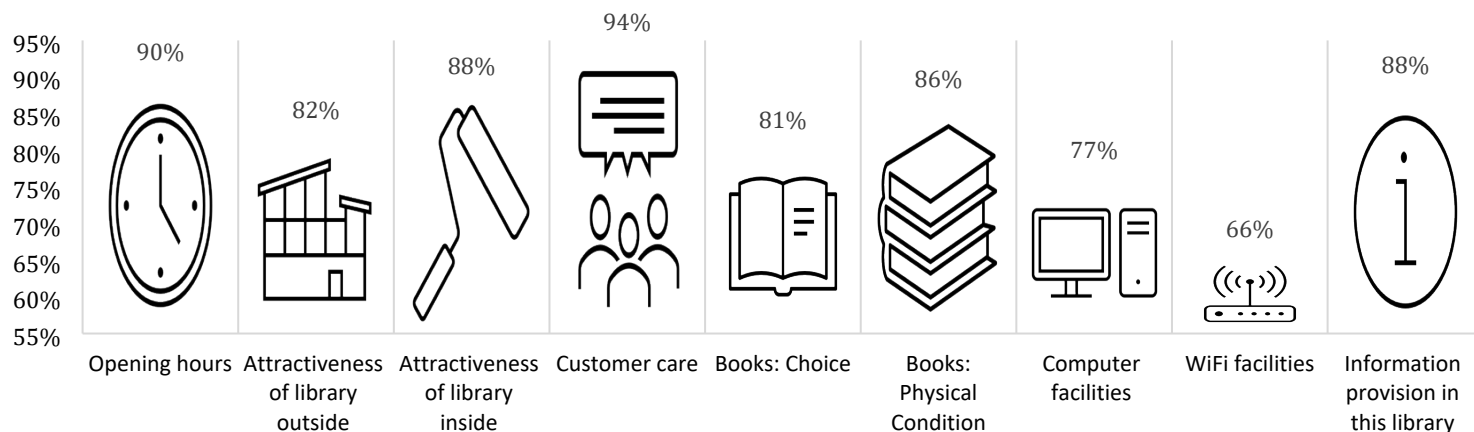 94%
95%
90%
88%
88%
90%
86%
85%
82%
81%
80%
77%
75%
70%
66%
65%
60%
55%
Opening hours
Attractiveness
of library
outside
Attractiveness
of library
inside
Customer care
Books: Choice
Books:
Physical
Condition
Computer
facilities
WiFi facilities
Information
provision in
this library